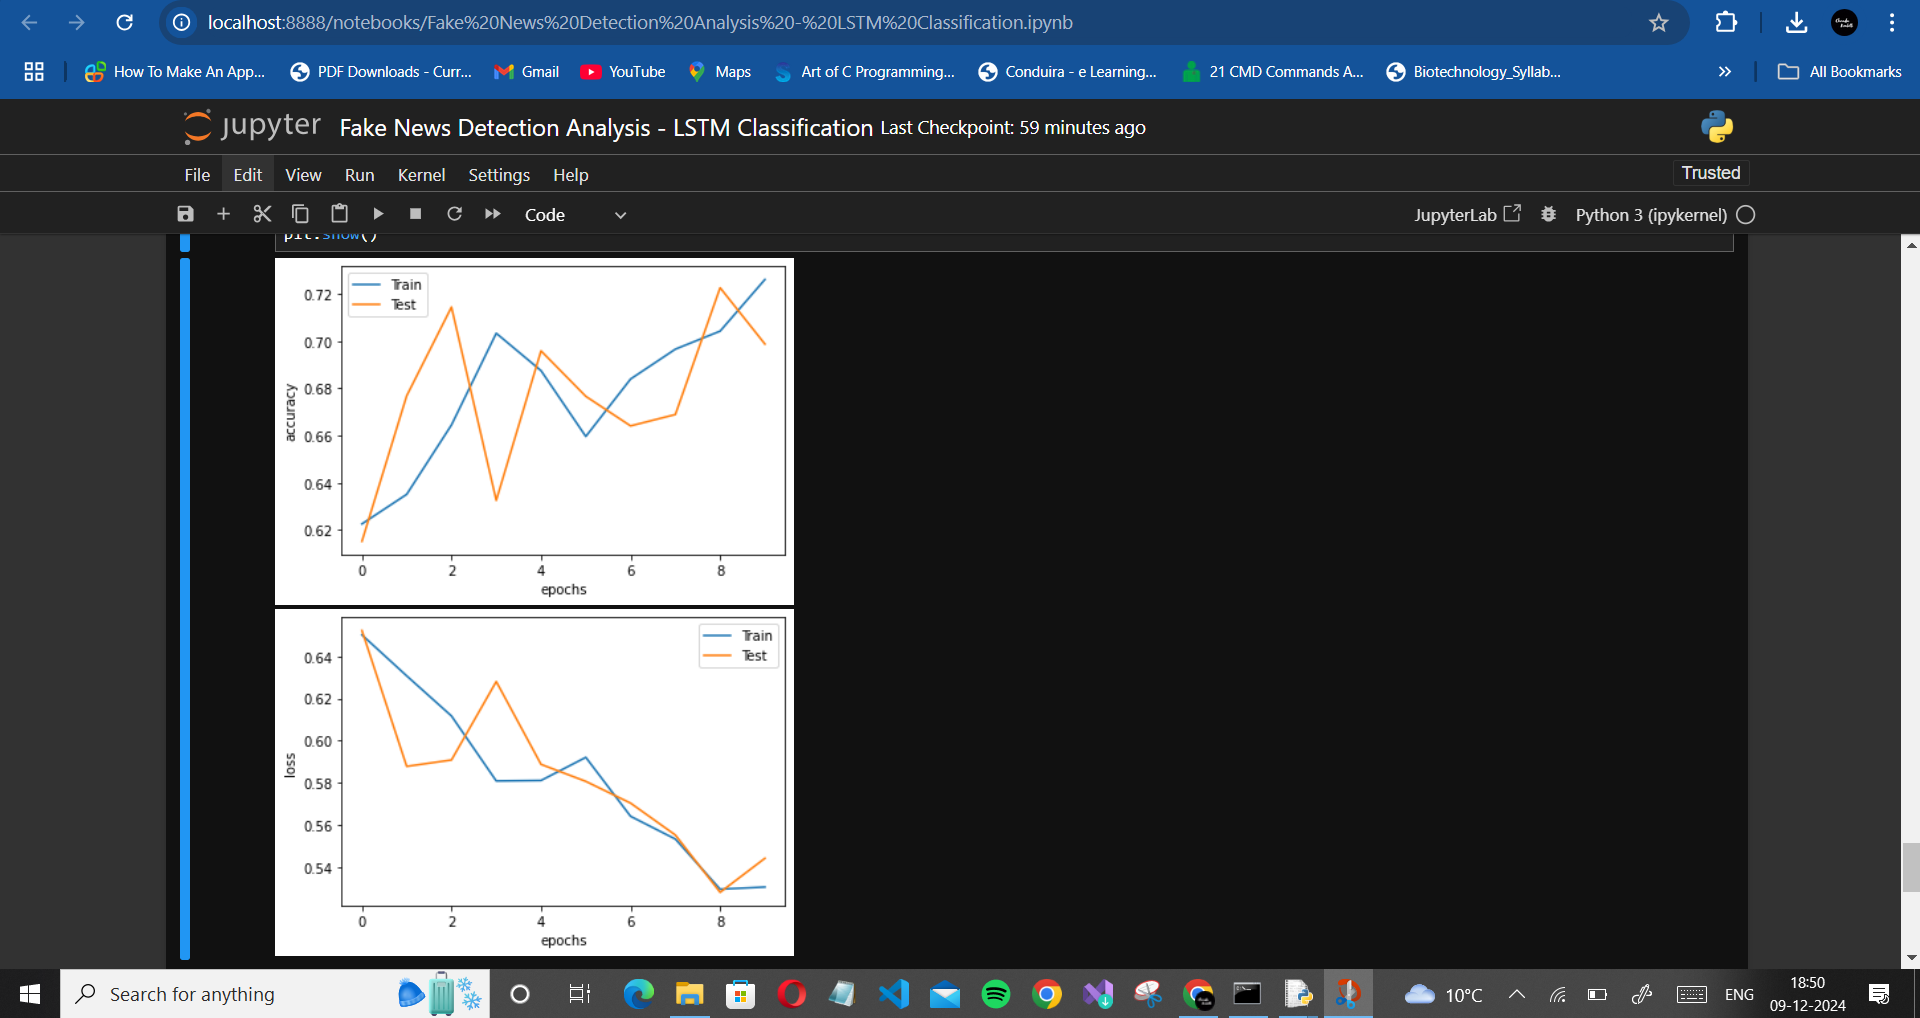 localhost:8888/notebooks/Fake%20News%20Detection%20Analysis%20-%20LSTM%20Classification.ipynb
How To Make An App... PDF Downloads - Curr... Gmail YouTube Maps Art of C Programming... Conduira - e Learning... 21 CMD Commands A... Biotechnology_Syllab... » All Bookmarks
jupyter Fake News Detection Analysis - LSTM Classification Last Checkpoint: 59 minutes ago
File Edit View Run Kernel Settings Help Trusted
Code JupyterLab Python 3 (ipykernel)
plt.show()
Train
Test
0.72
0.70
0.68
0.66
0.64
0.62
accuracy
0 2 4 6 8
epochs
Train
Test
0.64
0.62
0.60
0.58
0.56
0.54
loss
0 2 4 6 8
epochs
Search for anything 10°C ENG 18:50
09-12-2024